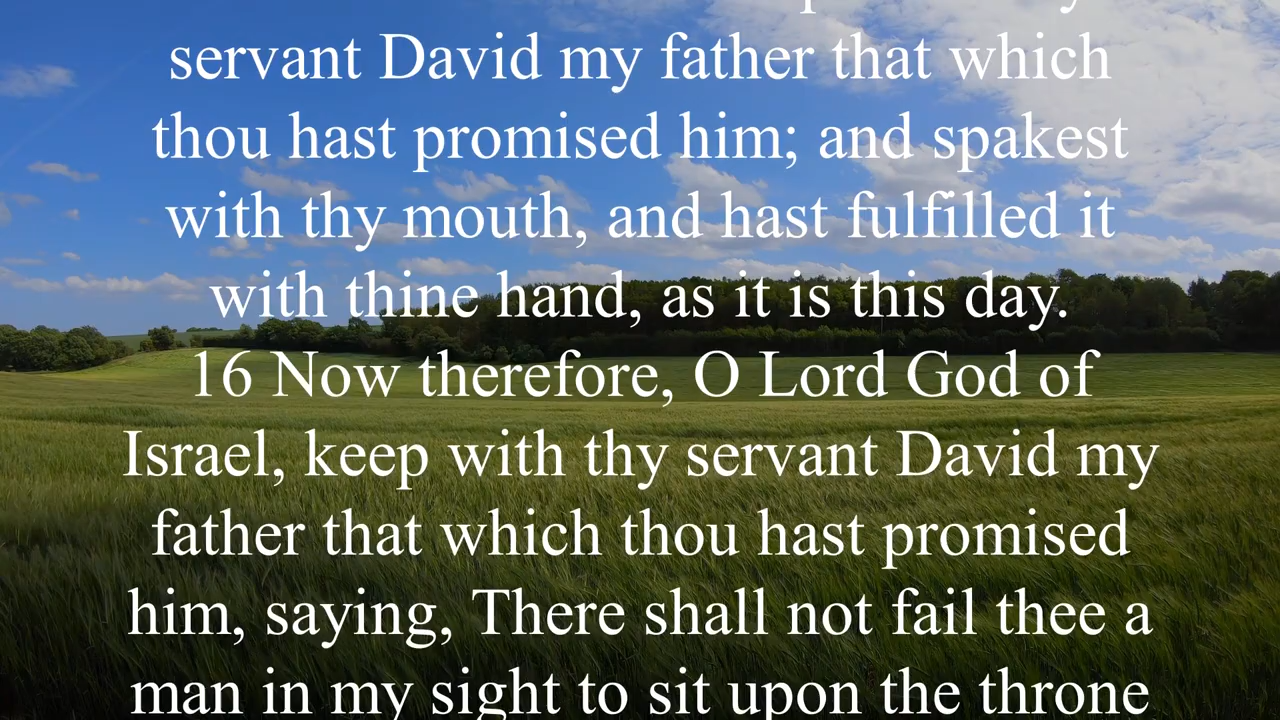 servant David my father that which
thou hast promised him; and spakest
with thy mouth, and hast fulfilled it
with thine hand, as it is this day.
16 Now therefore, O Lord God of
Israel, keep with thy servant David my
father that which thou hast promised
him, saying, There shall not fail thee a
man in my sight to sit upon the throne